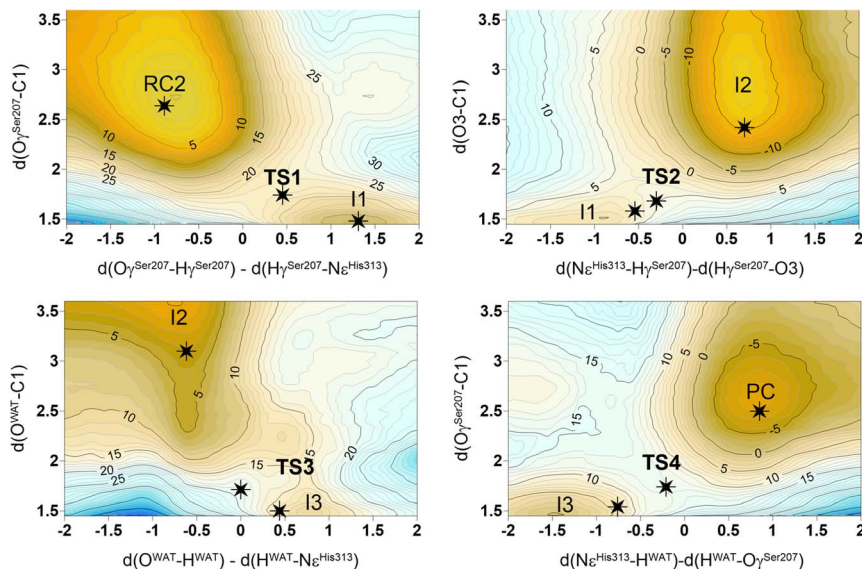 3.5
3
2.5
2
1.5
d(Oγ^Ser207-C1)
RC2
TS1
I1
10
5
10
15
20
25
10
15
20
25
25
30
-2 -1.5 -1 -0.5 0 0.5 1 1.5 2
d(Oγ^Ser207-Hγ^Ser207) - d(Hγ^Ser207-Nε^His313)
3.5
3
2.5
2
1.5
d(O3-C1)
I2
TS2
I1
10
5
5
0
-5
-10
-5
-10
-5
0
5
-2 -1.5 -1 -0.5 0 0.5 1 1.5 2
d(Nε^His313-Hγ^Ser207)-d(Hγ^Ser207-O3)
3.5
3
2.5
2
1.5
d(O^WAT-C1)
I2
TS3
I3
5
5
10
10
15
20
25
15
15
20
-2 -1.5 -1 -0.5 0 0.5 1 1.5 2
d(O^WAT-H^WAT) - d(H^WAT-Nε^His313)
3.5
3
2.5
2
1.5
d(Oγ^Ser207-C1)
PC
TS4
I3
15
15
10
10
5
0
-5
-5
0
5
10
15
-2 -1.5 -1 -0.5 0 0.5 1 1.5 2
d(Nε^His313-H^WAT)-d(H^WAT-Oγ^Ser207)